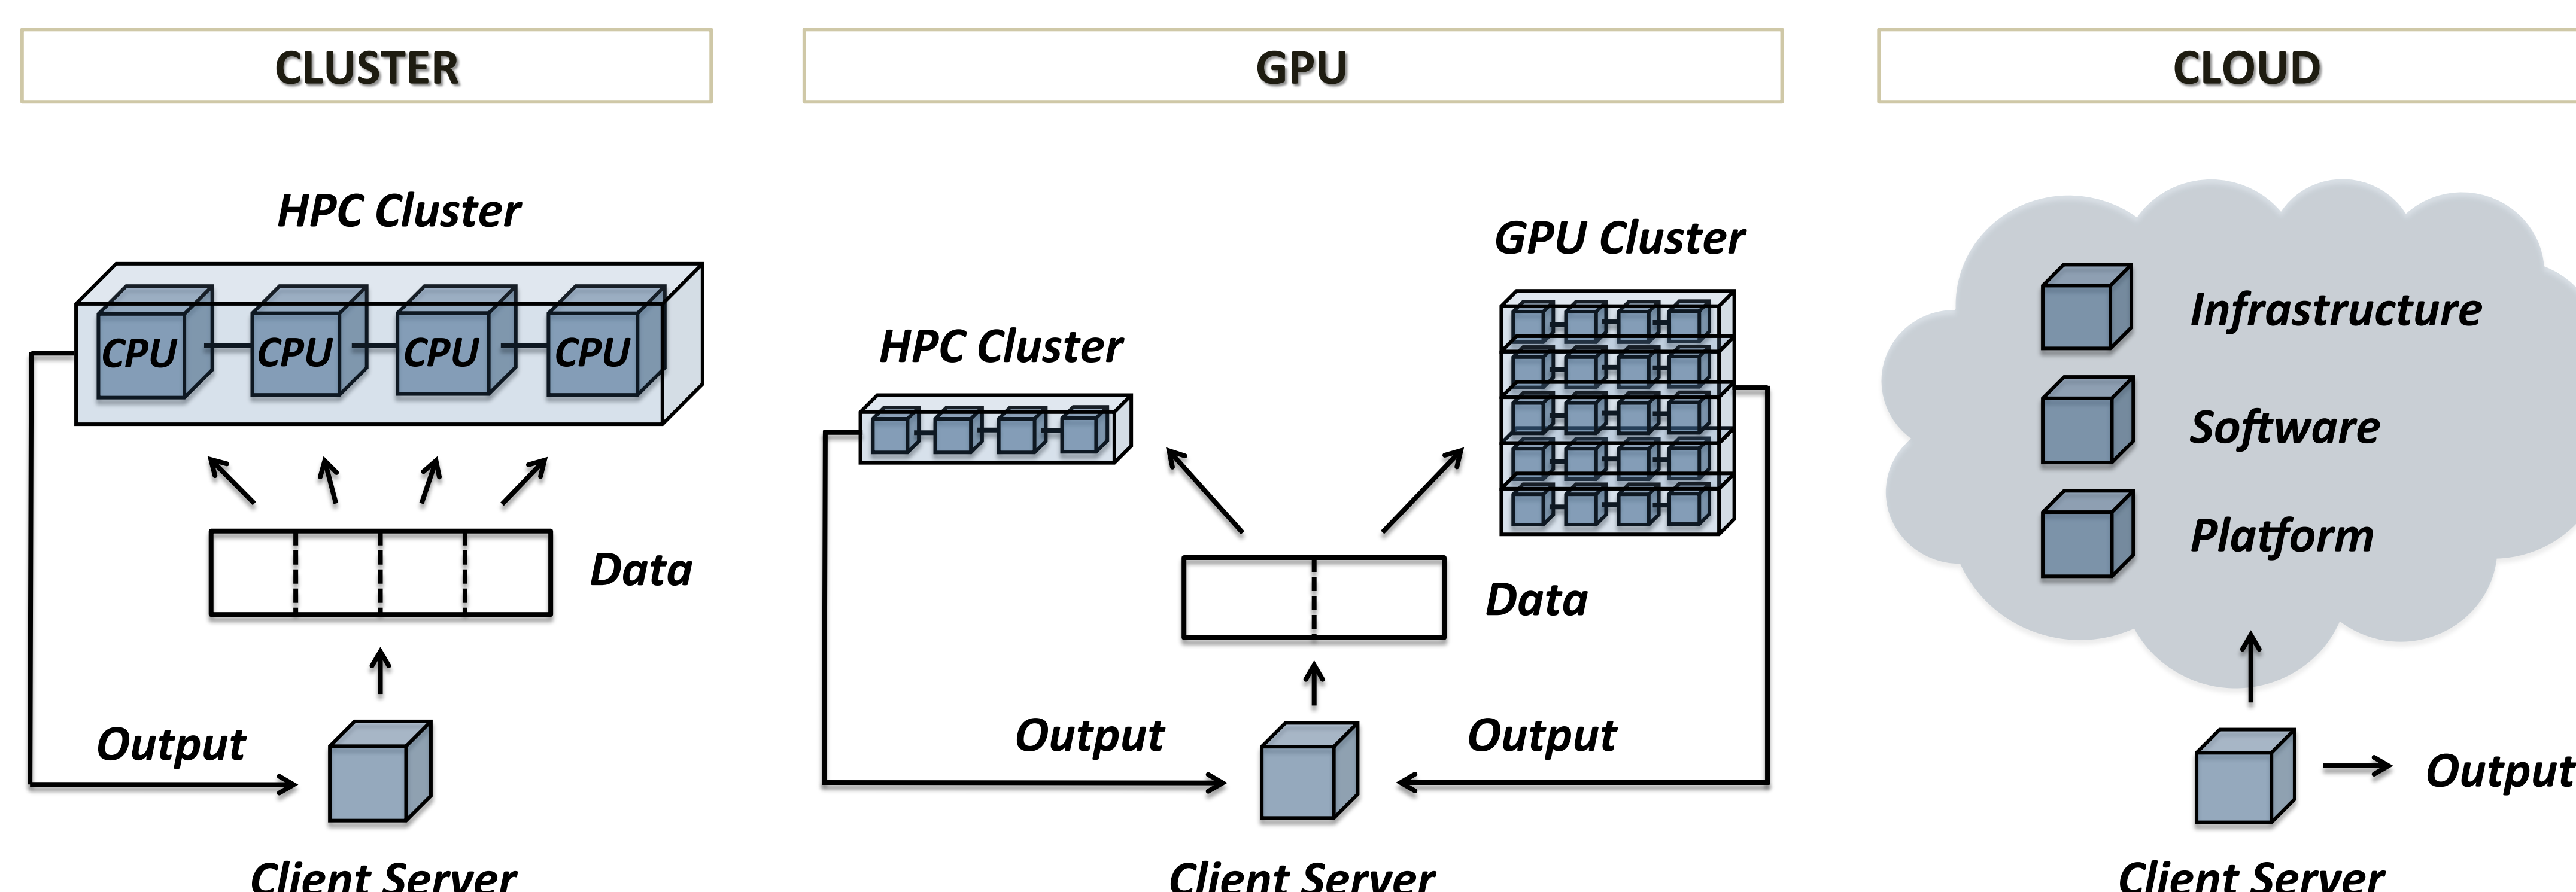 CLUSTER
HPC Cluster
CPU CPU CPU CPU
Data
Output
Client Server
GPU
GPU Cluster
HPC Cluster
Data
Output Output
Client Server
CLOUD
Infrastructure
Software
Platform
Output
Client Server